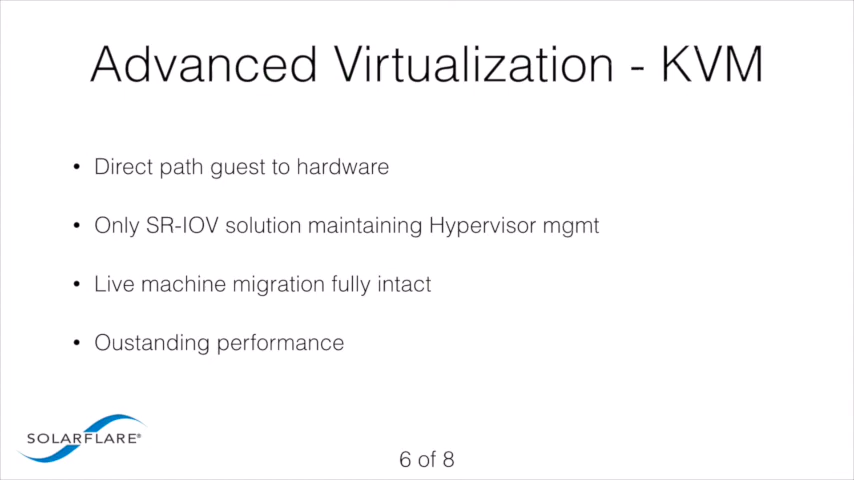 Advanced Virtualization - KVM
• Direct path guest to hardware
• Only SR-IOV solution maintaining Hypervisor mgmt
• Live machine migration fully intact
• Oustanding performance
SOLARFLARE®
6 of 8